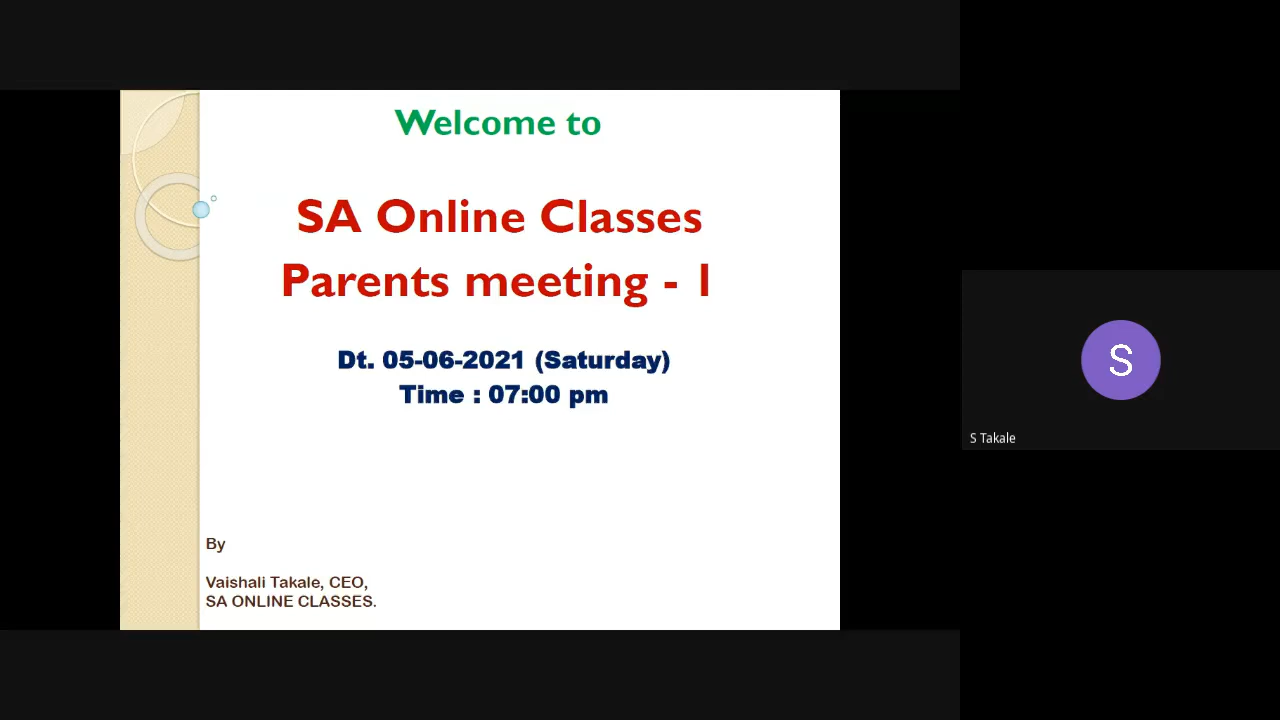 Welcome to
SA Online Classes
Parents meeting - 1
Dt. 05-06-2021 (Saturday)
Time : 07:00 pm
By
Vaishali Takale, CEO,
SA ONLINE CLASSES.
S
S Takale